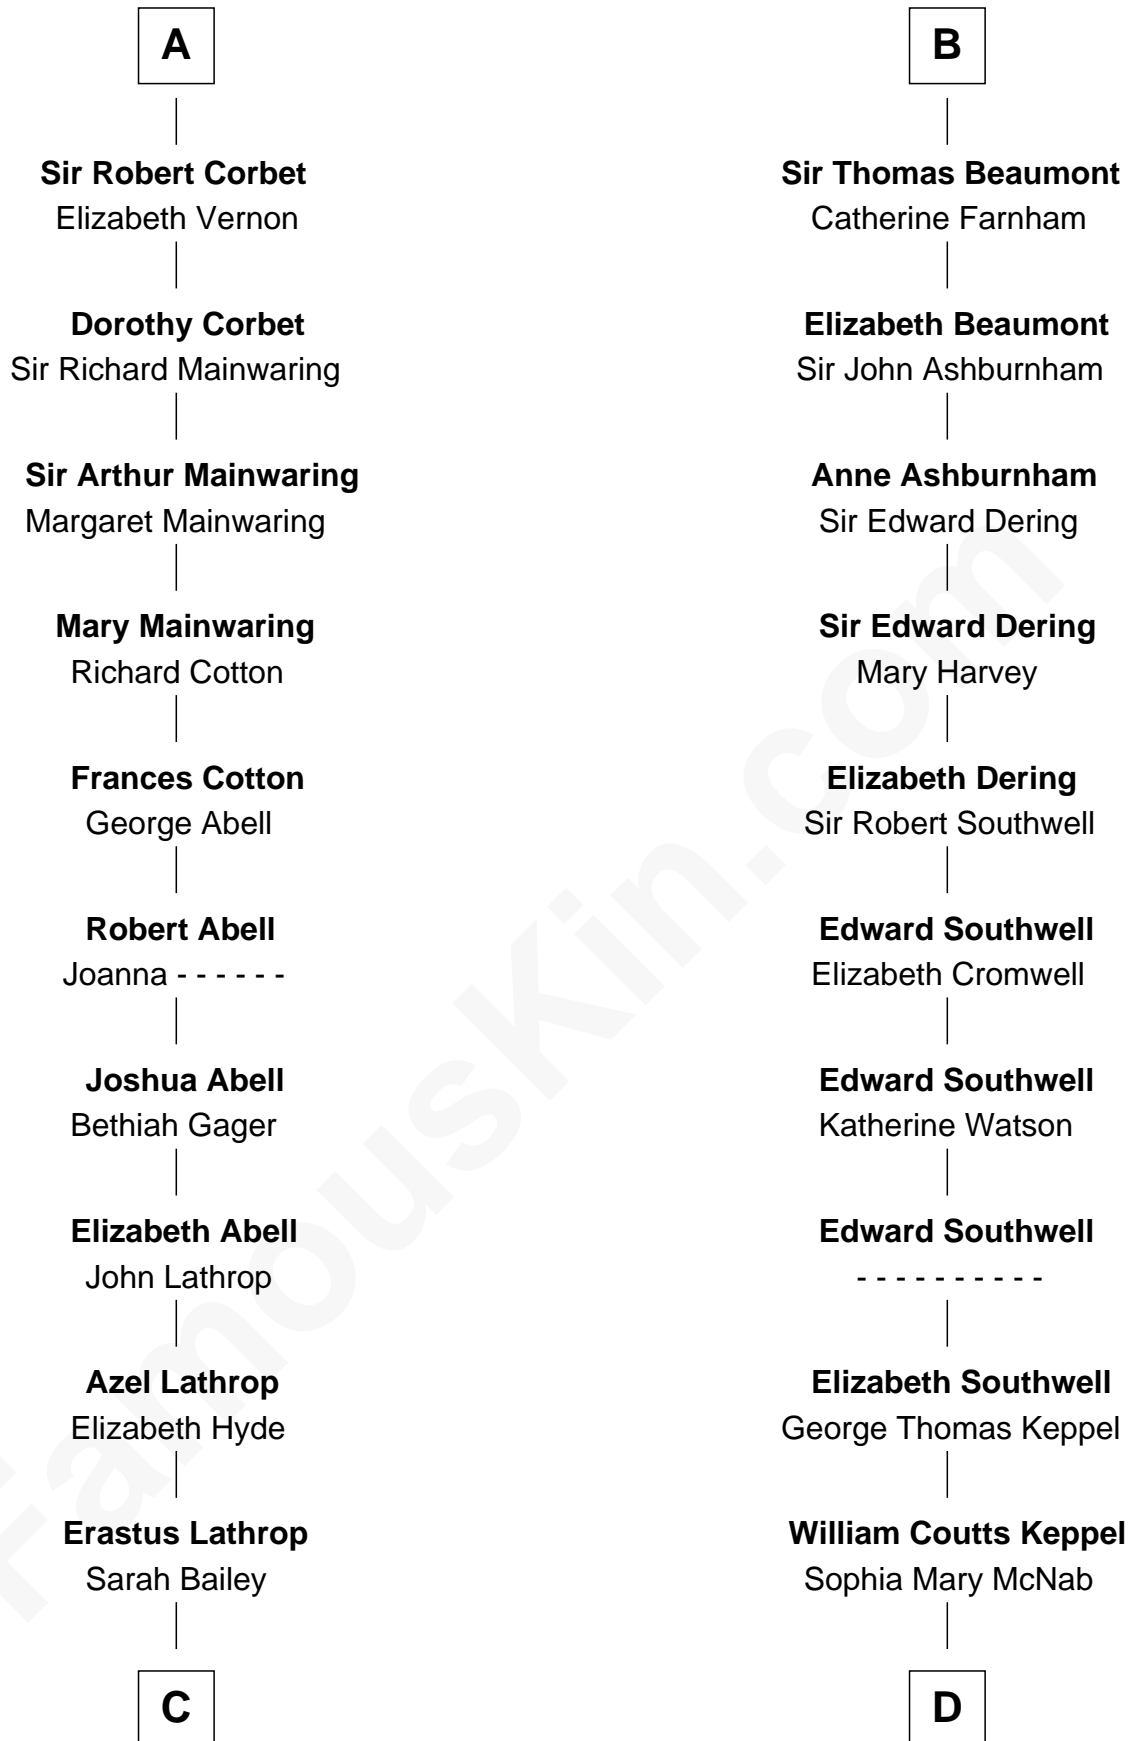 A
Sir Robert Corbet
Elizabeth Vernon
Dorothy Corbet
Sir Richard Mainwaring
Sir Arthur Mainwaring
Margaret Mainwaring
Mary Mainwaring
Richard Cotton
Frances Cotton
George Abell
Robert Abell
Joanna - - - - - -
Joshua Abell
Bethiah Gager
Elizabeth Abell
John Lathrop
Azel Lathrop
Elizabeth Hyde
Erastus Lathrop
Sarah Bailey
C
B
Sir Thomas Beaumont
Catherine Farnham
Elizabeth Beaumont
Sir John Ashburnham
Anne Ashburnham
Sir Edward Dering
Sir Edward Dering
Mary Harvey
Elizabeth Dering
Sir Robert Southwell
Edward Southwell
Elizabeth Cromwell
Edward Southwell
Katherine Watson
Edward Southwell
- - - - - - - - - -
Elizabeth Southwell
George Thomas Keppel
William Coutts Keppel
Sophia Mary McNab
D
FamousKin.com